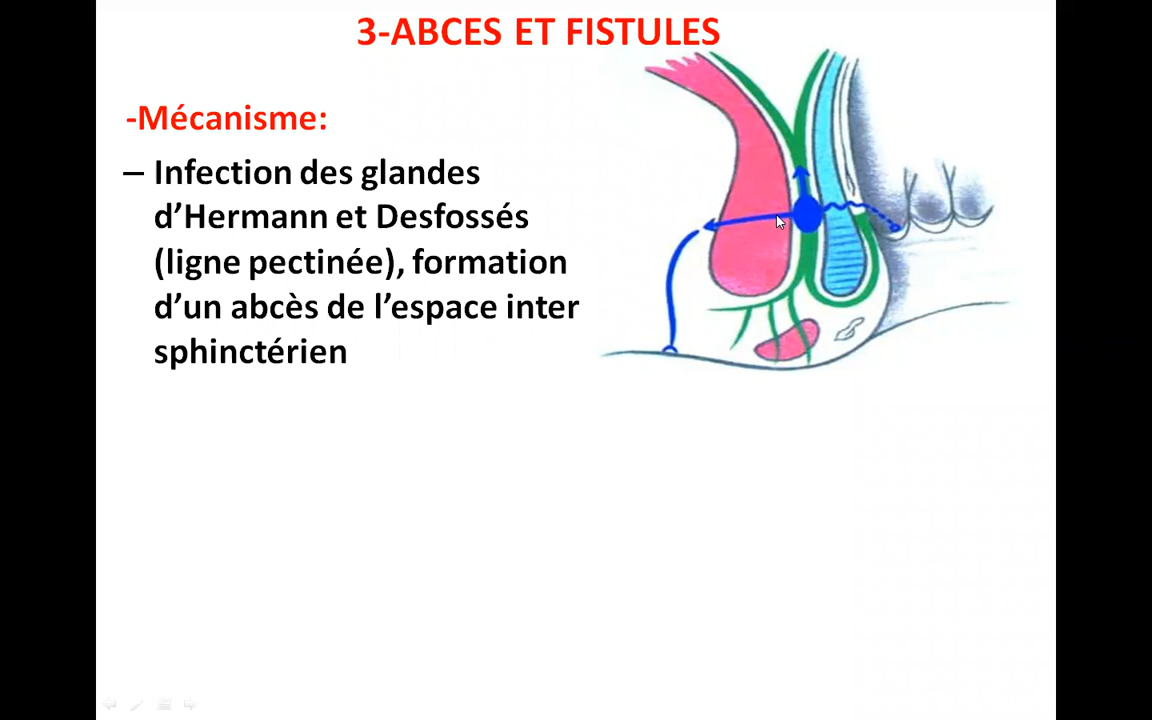 3-ABCES ET FISTULES
-Mécanisme:
– Infection des glandes
d’Hermann et Desfossés
(ligne pectinée), formation
d’un abcès de l’espace inter
sphinctérien